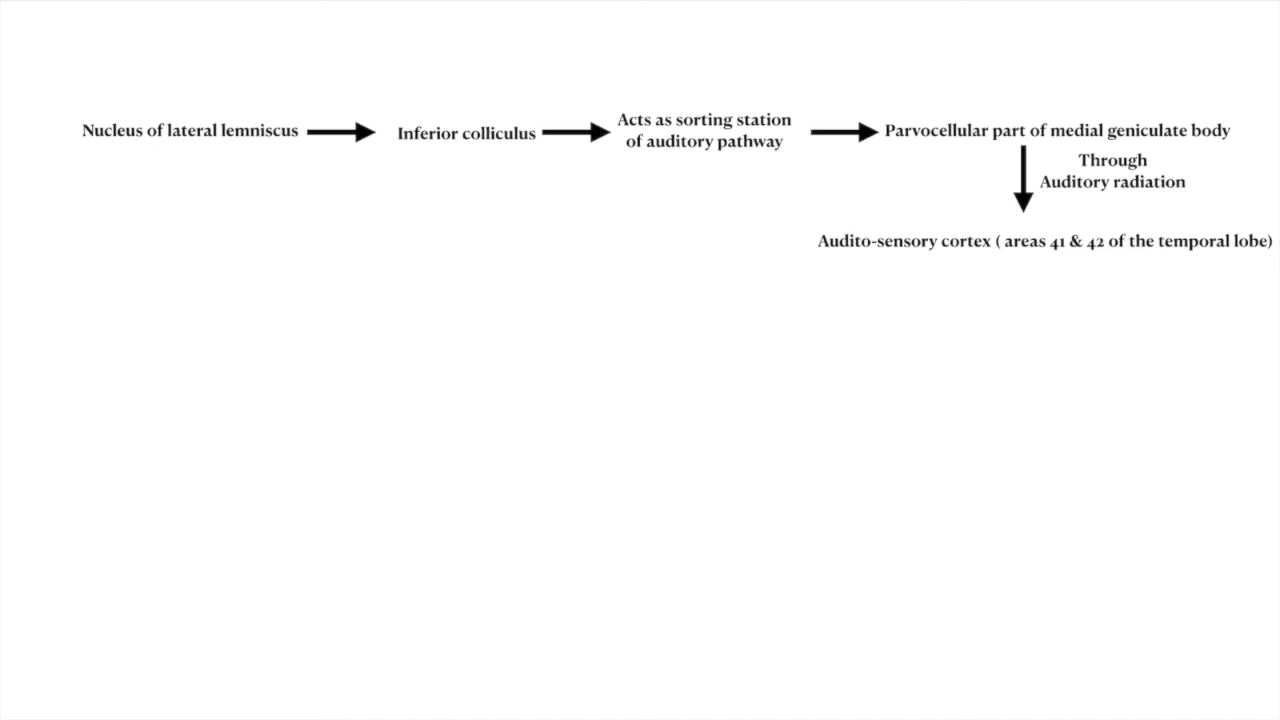 Nucleus of lateral lemniscus
Inferior colliculus
Acts as sorting station
of auditory pathway
Parvocellular part of medial geniculate body
Through
Auditory radiation
Audito-sensory cortex ( areas 41 & 42 of the temporal lobe)